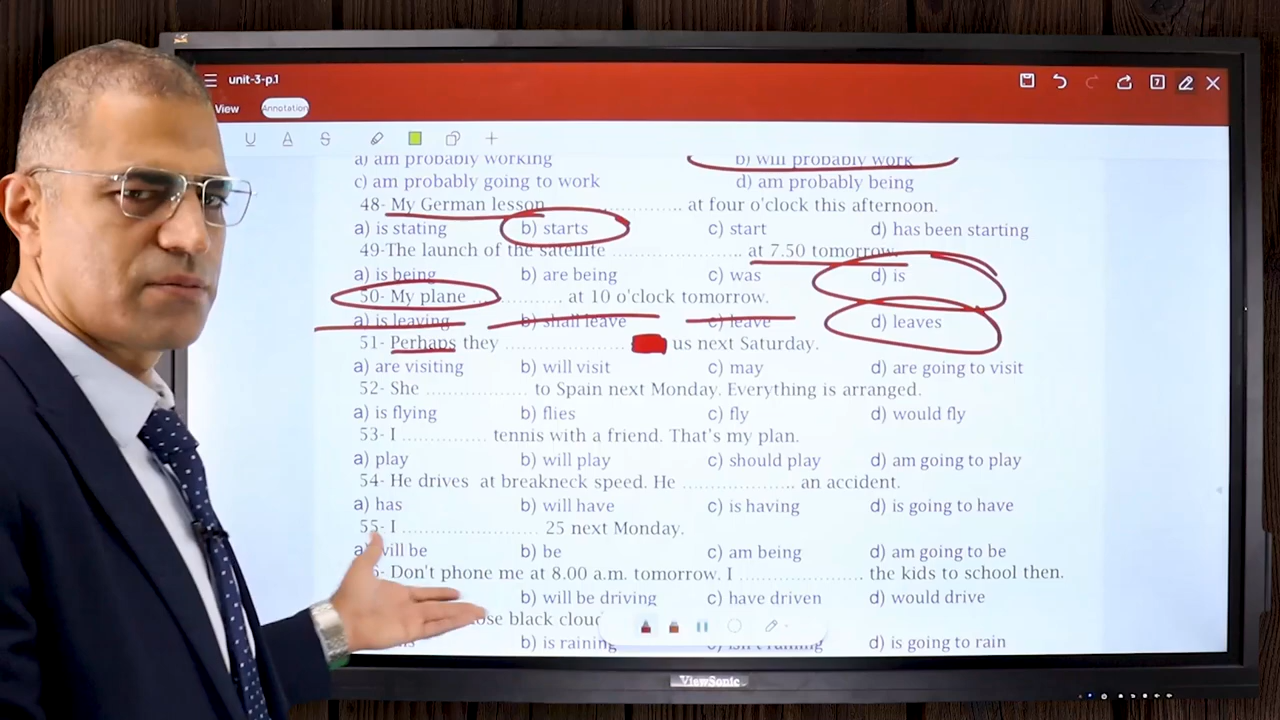 unit-3-p.1
View
Annotation
U A S
a) am probably working b) will probably work
c) am probably going to work d) am probably being
48- My German lesson .................... at four o'clock this afternoon.
a) is stating b) starts c) start d) has been starting
49-The launch of the satellite .................... at 7.50 tomorrow.
a) is being b) are being c) was d) is
50- My plane .................... at 10 o'clock tomorrow.
a) is leaving b) shall leave c) leave d) leaves
51- Perhaps they .................... us next Saturday.
a) are visiting b) will visit c) may d) are going to visit
52- She .................... to Spain next Monday. Everything is arranged.
a) is flying b) flies c) fly d) would fly
53- I .............. tennis with a friend. That's my plan.
a) play b) will play c) should play d) am going to play
54- He drives at breakneck speed. He .................... an accident.
a) has b) will have c) is having d) is going to have
55- I .......................... 25 next Monday.
a) will be b) be c) am being d) am going to be
Don't phone me at 8.00 a.m. tomorrow. I .................... the kids to school then.
b) will be driving c) have driven d) would drive
black
b) is raining c) isn't raining d) is going to rain
ViewSonic